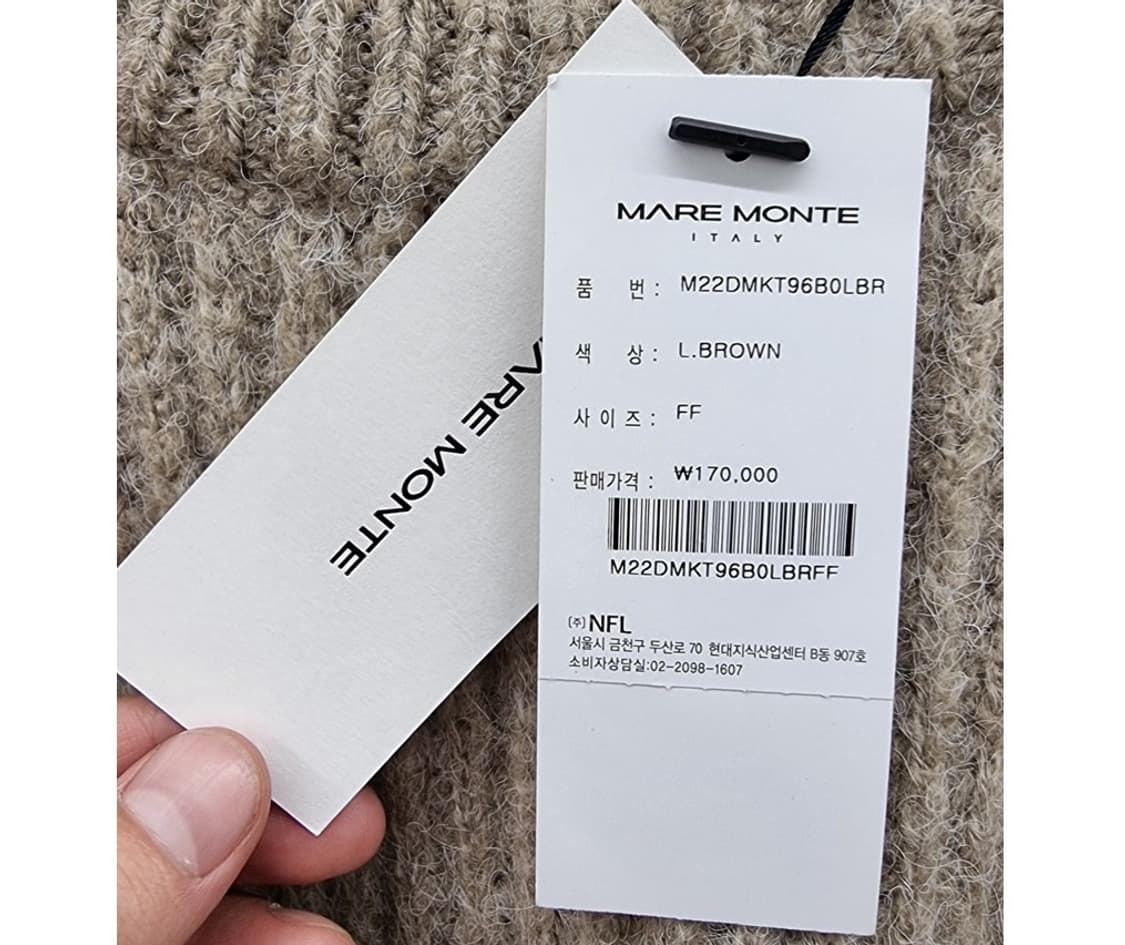 MARE MONTE
ITALY
품 번 : M22DMKT96B0LBR
색 상 : L.BROWN
사 이 즈 : FF
판매가격 : ₩170,000
M22DMKT96B0LBRFF
(주) NFL
서울시 금천구 두산로 70 현대지식산업센터 B동 907호
소비자상담실:02-2098-1607
ARE MONTE